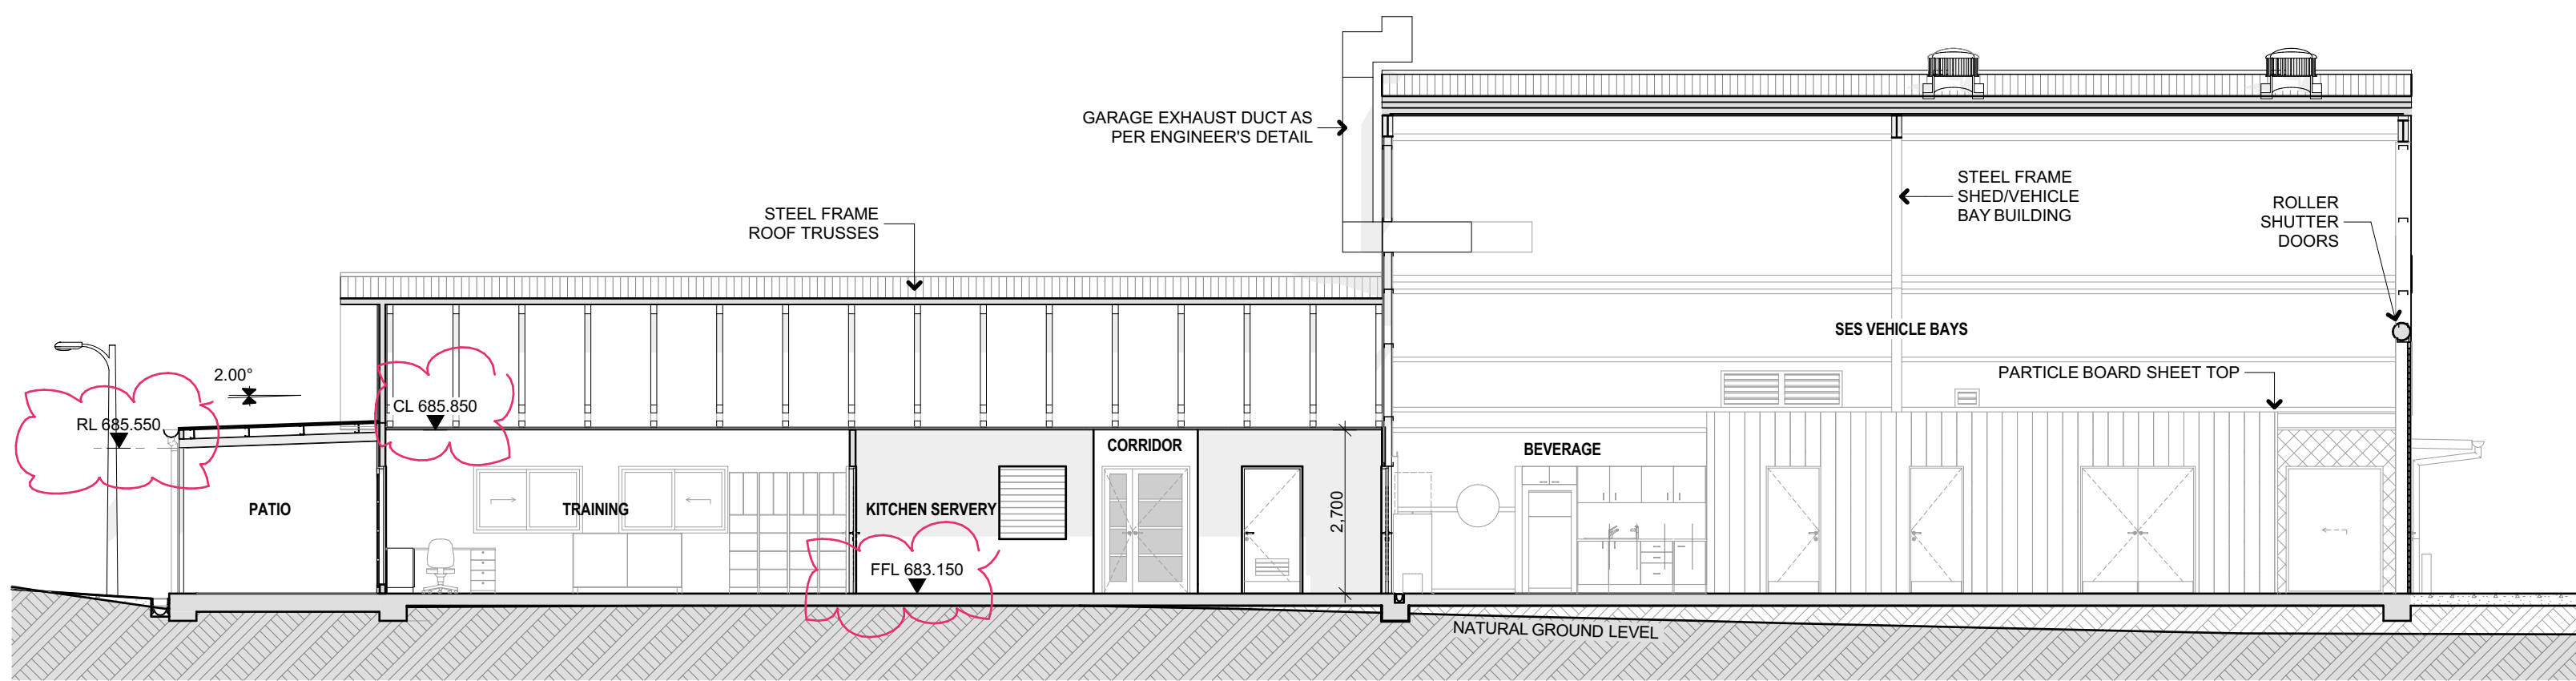 GARAGE EXHAUST DUCT AS
PER ENGINEER'S DETAIL
STEEL FRAME
SHED/VEHICLE
BAY BUILDING
ROLLER
SHUTTER
DOORS
STEEL FRAME
ROOF TRUSSES
SES VEHICLE BAYS
PARTICLE BOARD SHEET TOP
2.00°
CL 685.850
RL 685.550
CORRIDOR
BEVERAGE
PATIO
TRAINING
KITCHEN SERVERY
2,700
FFL 683.150
NATURAL GROUND LEVEL